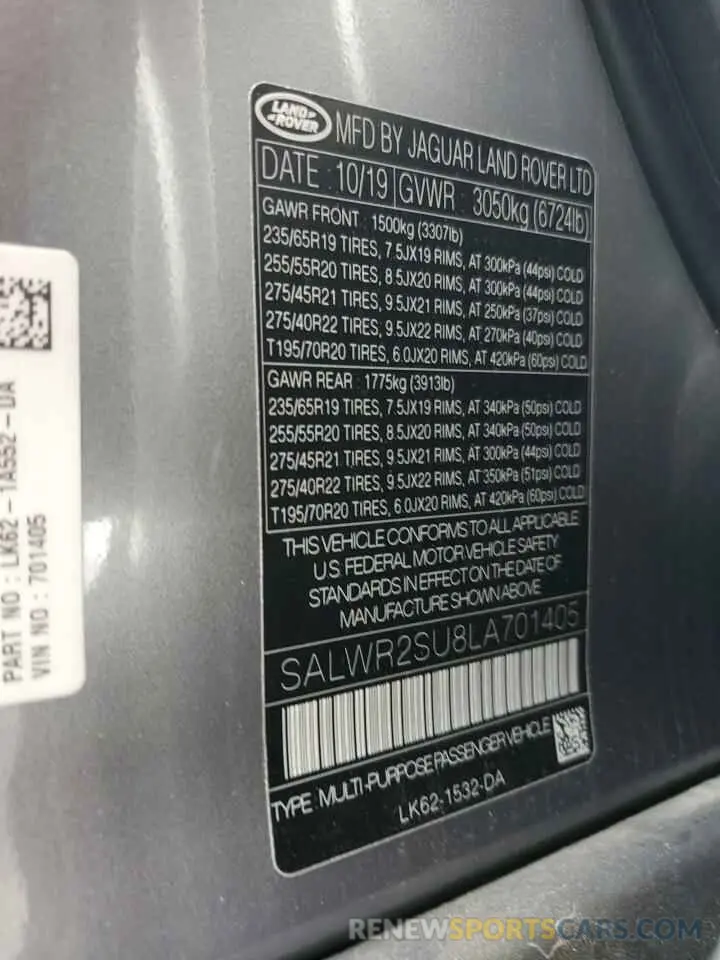 LAND
ROVER
MFD BY JAGUAR LAND ROVER LTD
DATE : 10/19 GVWR : 3050kg (6724lb)
GAWR FRONT : 1500kg (3307lb)
235/65R19 TIRES, 7.5JX19 RIMS, AT 300kPa (44psi) COLD
255/55R20 TIRES, 8.5JX20 RIMS, AT 300kPa (44psi) COLD
275/45R21 TIRES, 9.5JX21 RIMS, AT 250kPa (37psi) COLD
275/40R22 TIRES, 9.5JX22 RIMS, AT 270kPa (40psi) COLD
T195/70R20 TIRES, 6.0JX20 RIMS, AT 420kPa (60psi) COLD
GAWR REAR : 1775kg (3913lb)
235/65R19 TIRES, 7.5JX19 RIMS, AT 340kPa (50psi) COLD
255/55R20 TIRES, 8.5JX20 RIMS, AT 340kPa (50psi) COLD
275/45R21 TIRES, 9.5JX21 RIMS, AT 300kPa (44psi) COLD
275/40R22 TIRES, 9.5JX22 RIMS, AT 350kPa (51psi) COLD
T195/70R20 TIRES, 6.0JX20 RIMS, AT 420kPa (60psi) COLD
THIS VEHICLE CONFORMS TO ALL APPLICABLE
U.S. FEDERAL MOTOR VEHICLE SAFETY
STANDARDS IN EFFECT ON THE DATE OF
MANUFACTURE SHOWN ABOVE
SALWR2SU8LA701405
TYPE: MULTI-PURPOSE PASSENGER VEHICLE
LK62-1532-DA
PART NO : LK62-1A552-DA
VIN NO : 701405
RENEWSPORTSCARS.COM